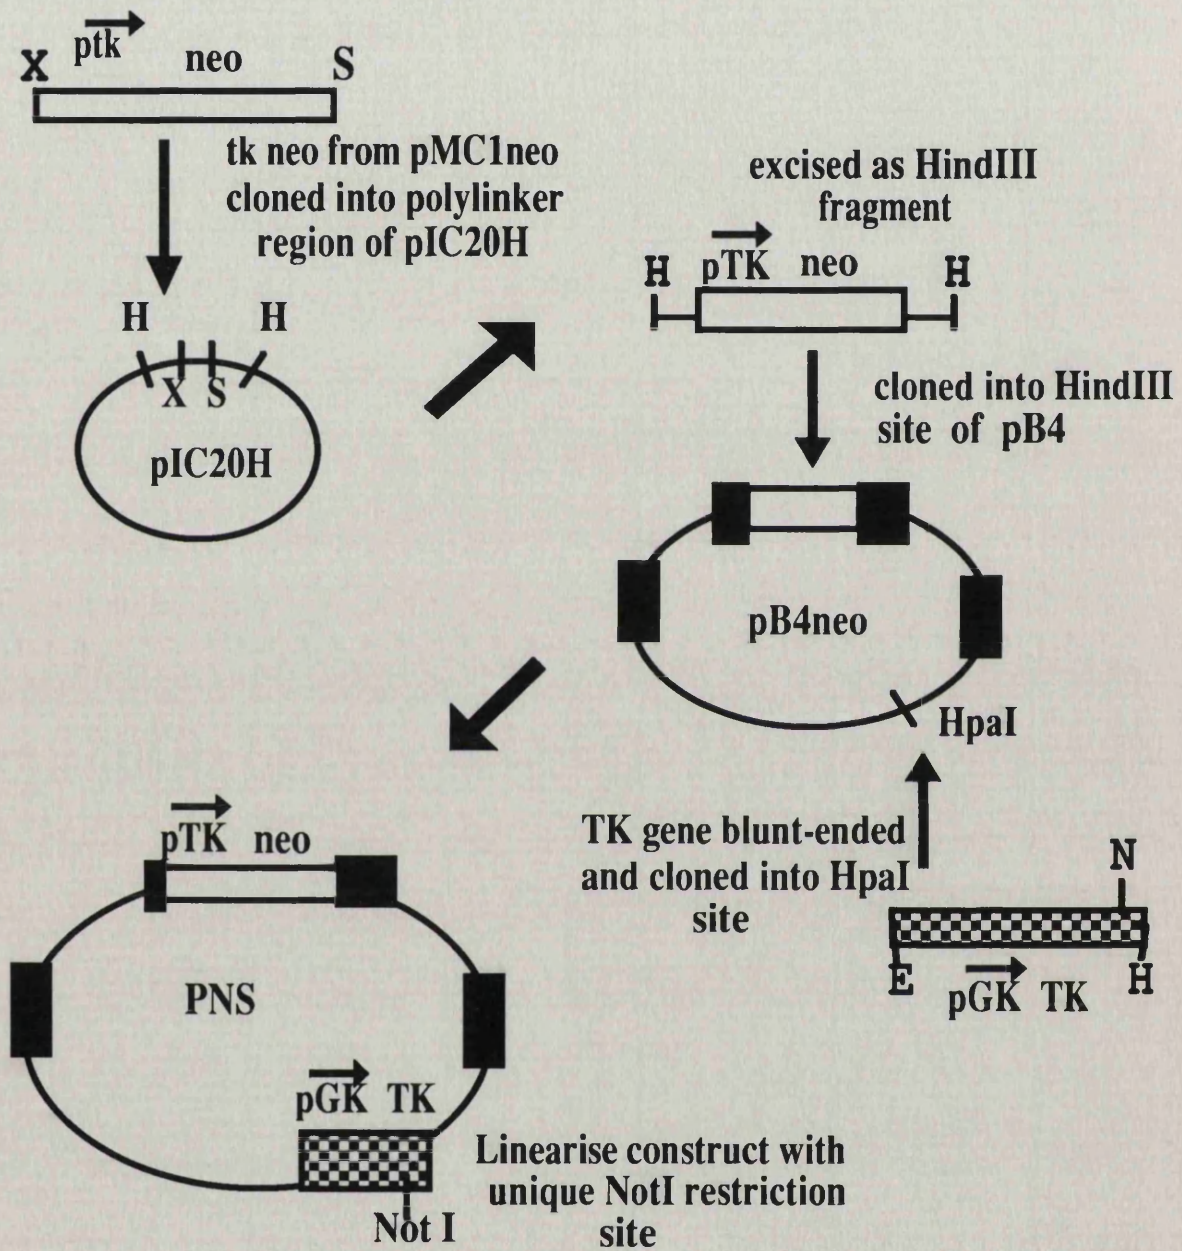 ptk
X neo S
tk neo from pMC1neo
cloned into polylinker
region of pIC20H
H H
X S
pIC20H
excised as HindIII
fragment
H pTK neo H
cloned into HindIII
site of pB4
pB4neo
HpaI
TK gene blunt-ended
and cloned into HpaI
site
N
E pGK TK H
pTK neo
PNS
pGK TK
Not I
Linearise construct with
unique NotI restriction
site